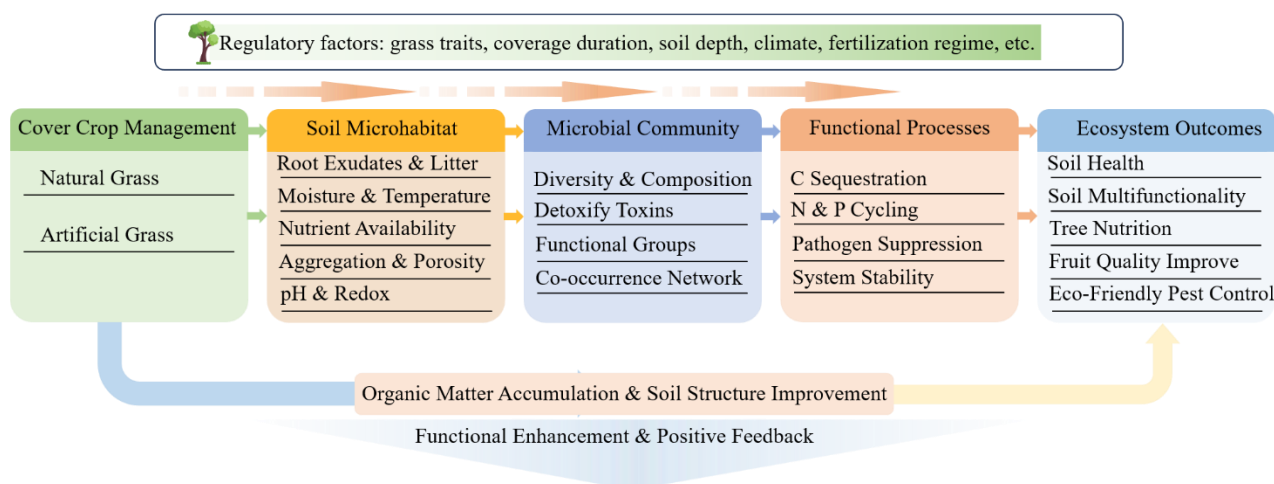 Regulatory factors: grass traits, coverage duration, soil depth, climate, fertilization regime, etc.
Cover Crop Management
Natural Grass
Artificial Grass
Soil Microhabitat
Root Exudates & Litter
Moisture & Temperature
Nutrient Availability
Aggregation & Porosity
pH & Redox
Microbial Community
Diversity & Composition
Detoxify Toxins
Functional Groups
Co-occurrence Network
Functional Processes
C Sequestration
N & P Cycling
Pathogen Suppression
System Stability
Ecosystem Outcomes
Soil Health
Soil Multifunctionality
Tree Nutrition
Fruit Quality Improve
Eco-Friendly Pest Control
Organic Matter Accumulation & Soil Structure Improvement
Functional Enhancement & Positive Feedback